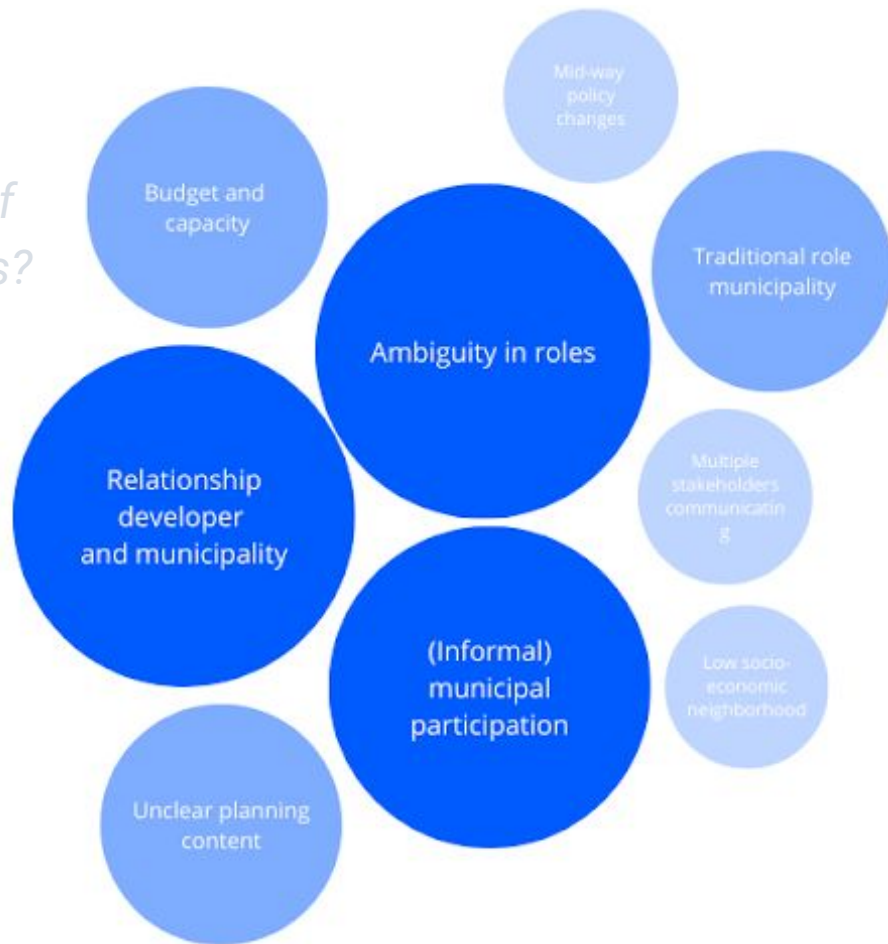 Mid-way
policy
changes
Budget and
capacity
f
s?
Traditional role
municipality
Ambiguity in roles
Relationship
developer
and municipality
Multiple
stakeholders
communicatin
g
(Informal)
municipal
participation
Low socio-
economic
neighborhood
Unclear planning
content